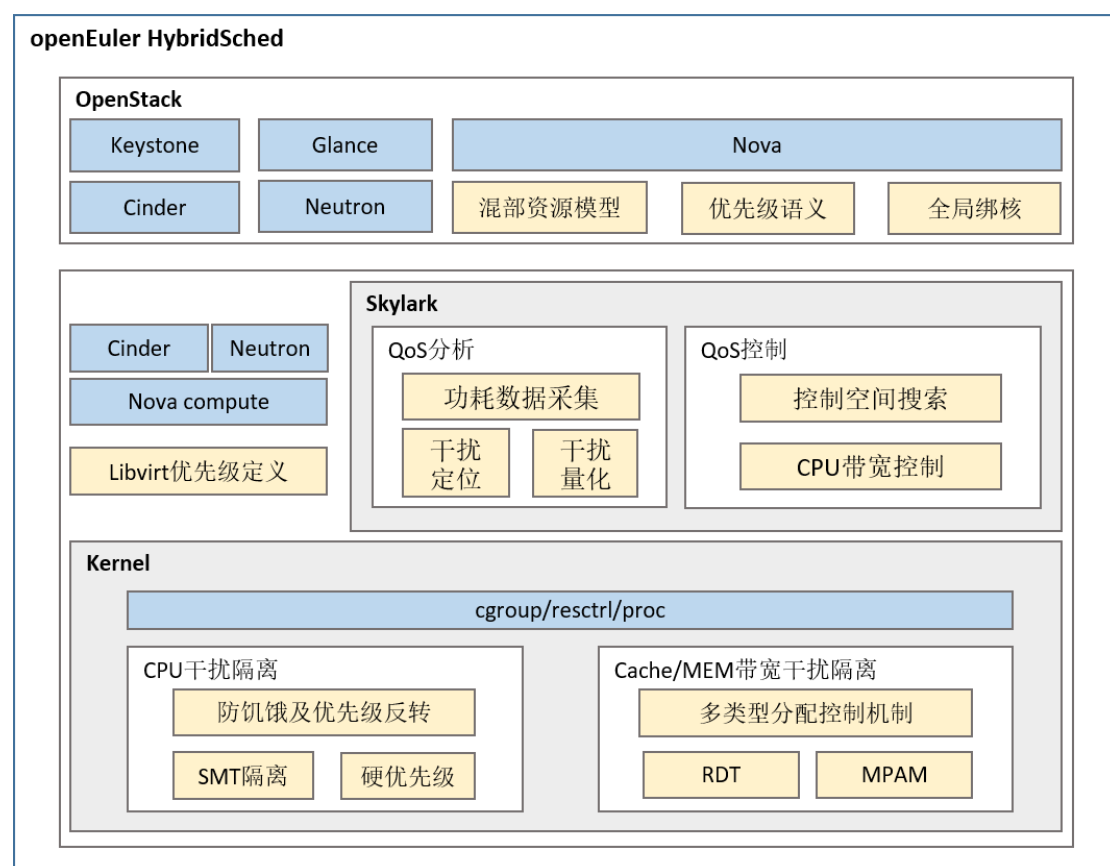 openEuler HybridSched
OpenStack
Keystone
Glance
Nova
Cinder
Neutron
混部资源模型
优先级语义
全局绑核
Cinder
Neutron
Nova compute
Libvirt优先级定义
Skylark
QoS分析
功耗数据采集
干扰
定位
干扰
量化
QoS控制
控制空间搜索
CPU带宽控制
Kernel
cgroup/resctrl/proc
CPU干扰隔离
防饥饿及优先级反转
SMT隔离
硬优先级
Cache/MEM带宽干扰隔离
多类型分配控制机制
RDT
MPAM